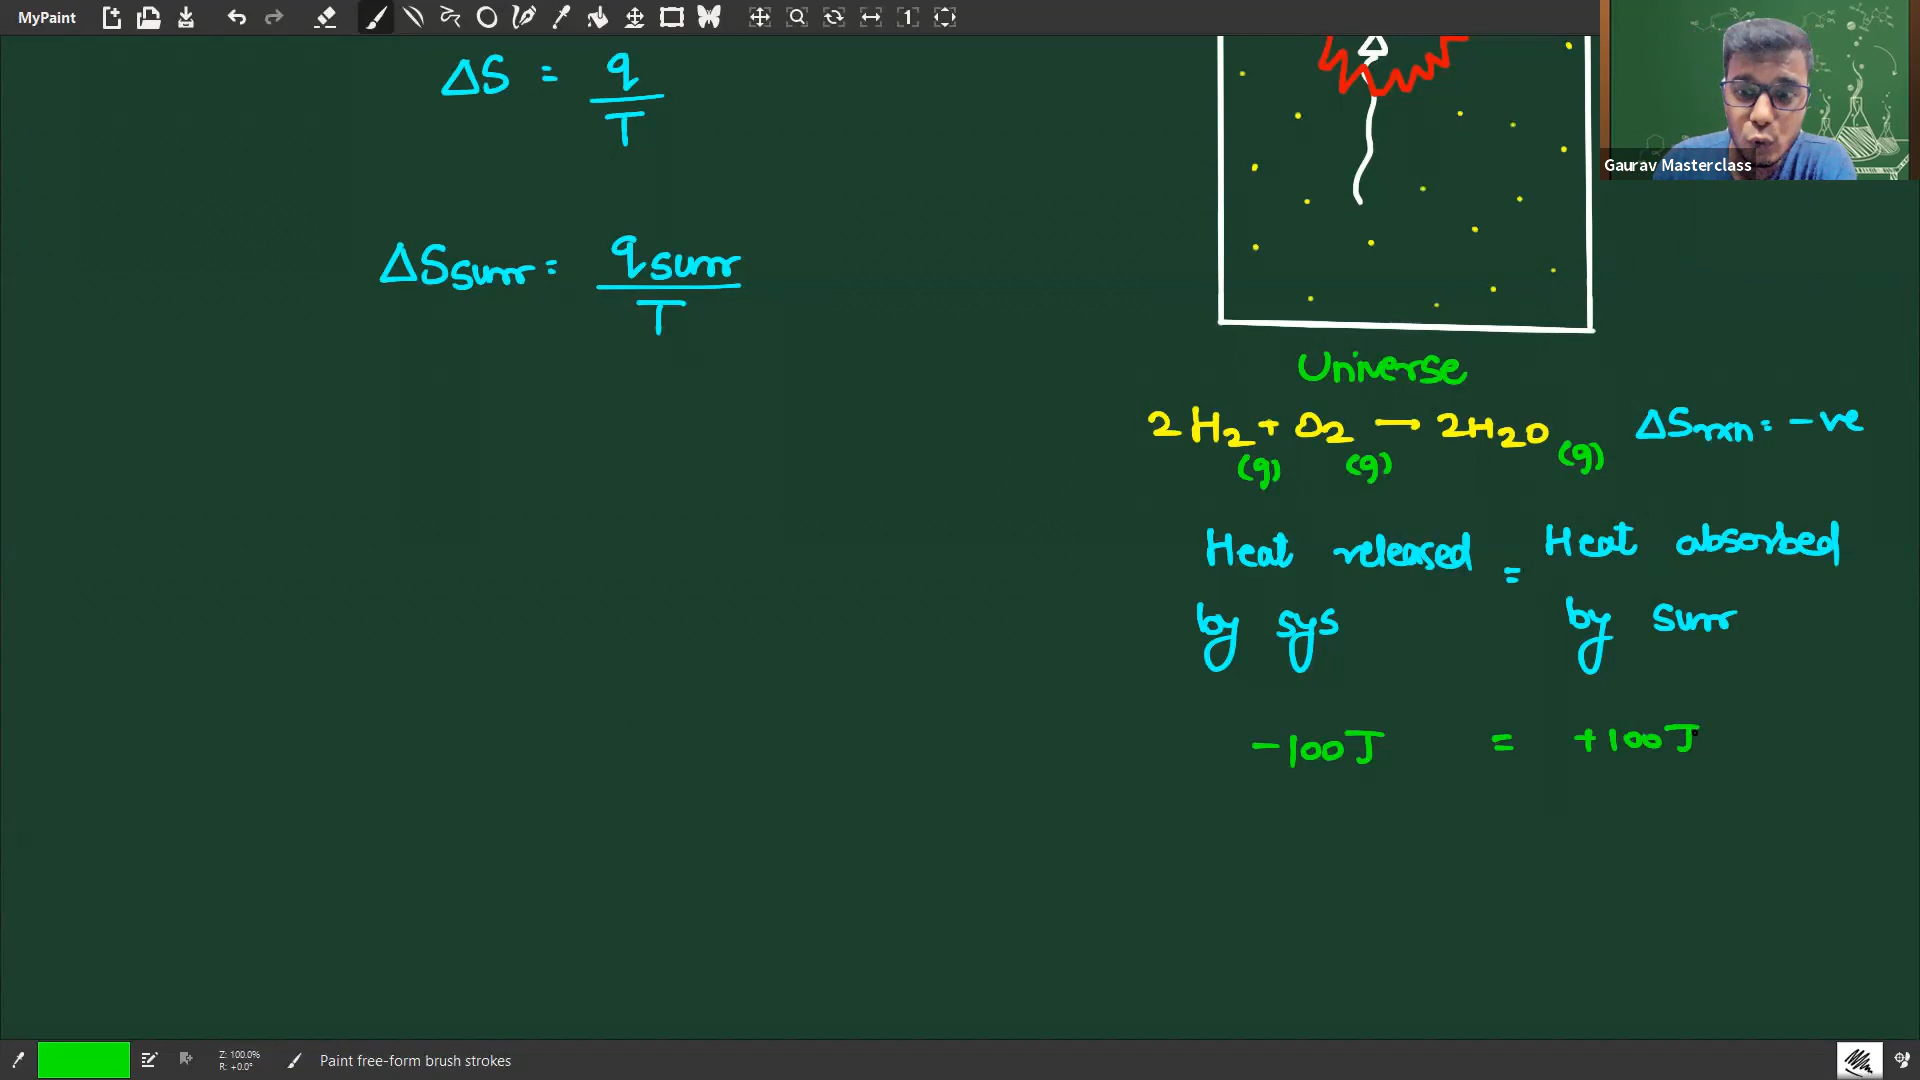 MyPaint
1
Gaurav Masterclass
ΔS = q
T
ΔSsurr = qsurr
T
Universe
2H2 + O2 → 2H2O ΔSrxn = -ve
(g) (g) (g)
Heat released = Heat absorbed
by sys by surr
-100J = +100J
Z: 100.0%
R: +0.0°
Paint free-form brush strokes